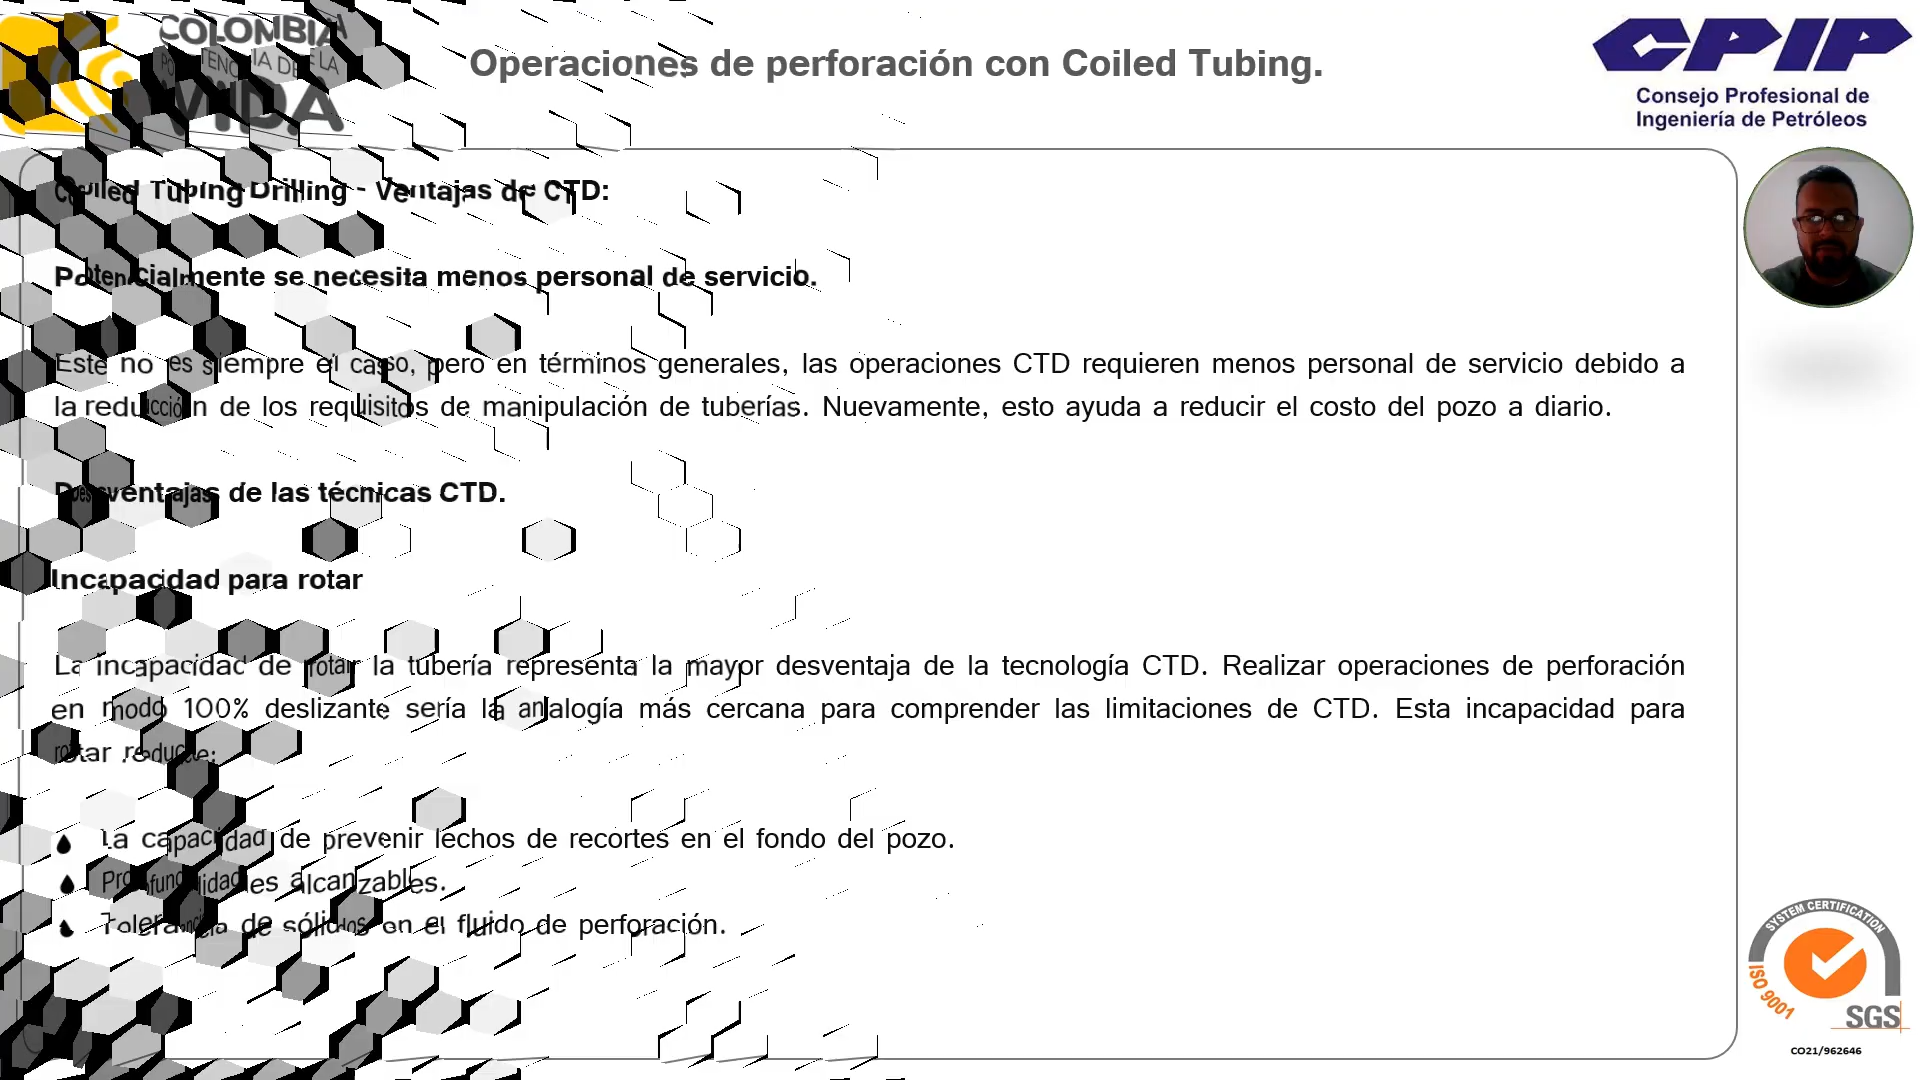 COLOMBIA
POTENCIA DE LA
VIDA
Operaciones de perforación con Coiled Tubing.
CPIP
Consejo Profesional de
Ingeniería de Petróleos
Coiled Tubing Drilling - Ventajas de CTD:
Potencialmente se necesita menos personal de servicio.
Este no es siempre el caso, pero en términos generales, las operaciones CTD requieren menos personal de servicio debido a
la reducción de los requisitos de manipulación de tuberías. Nuevamente, esto ayuda a reducir el costo del pozo a diario.
Desventajas de las técnicas CTD.
Incapacidad para rotar
La incapacidad de rotar la tubería representa la mayor desventaja de la tecnología CTD. Realizar operaciones de perforación
en modo 100% deslizante sería la analogía más cercana para comprender las limitaciones de CTD. Esta incapacidad para
rotar reduce:
La capacidad de prevenir lechos de recortes en el fondo del pozo.
Profundidades alcanzables.
Tolerancia de sólidos en el fluido de perforación.
SYSTEM CERTIFICATION
ISO 9001
SGS
CO21/962646